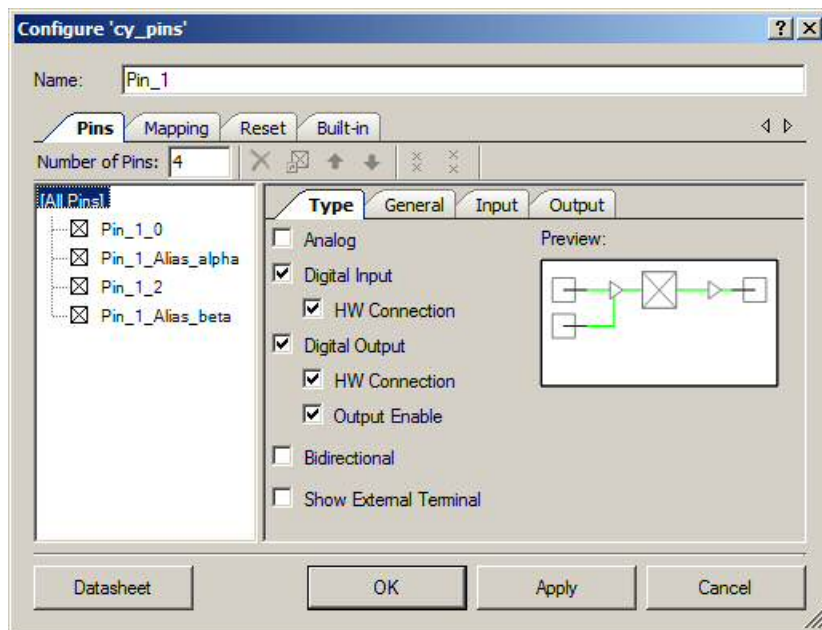 Configure 'cy_pins'
Name: Pin_1
Pins Mapping Reset Built-in
Number of Pins: 4
[All Pins]
Pin_1_0
Pin_1_Alias_alpha
Pin_1_2
Pin_1_Alias_beta
Type General Input Output
Analog
Preview:
Digital Input
HW Connection
Digital Output
HW Connection
Output Enable
Bidirectional
Show External Terminal
Datasheet OK Apply Cancel